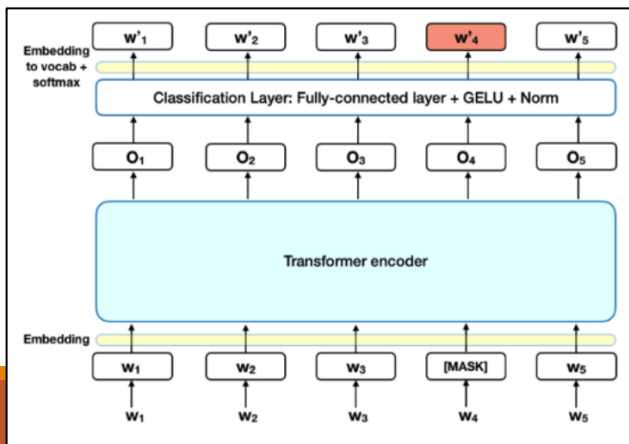 w'₁ w'₂ w'₃ w'₄ w'₅
Embedding
to vocab +
softmax
Classification Layer: Fully-connected layer + GELU + Norm
O₁ O₂ O₃ O₄ O₅
Transformer encoder
Embedding
W₁ W₂ W₃ [MASK] W₅
W₁ W₂ W₃ W₄ W₅